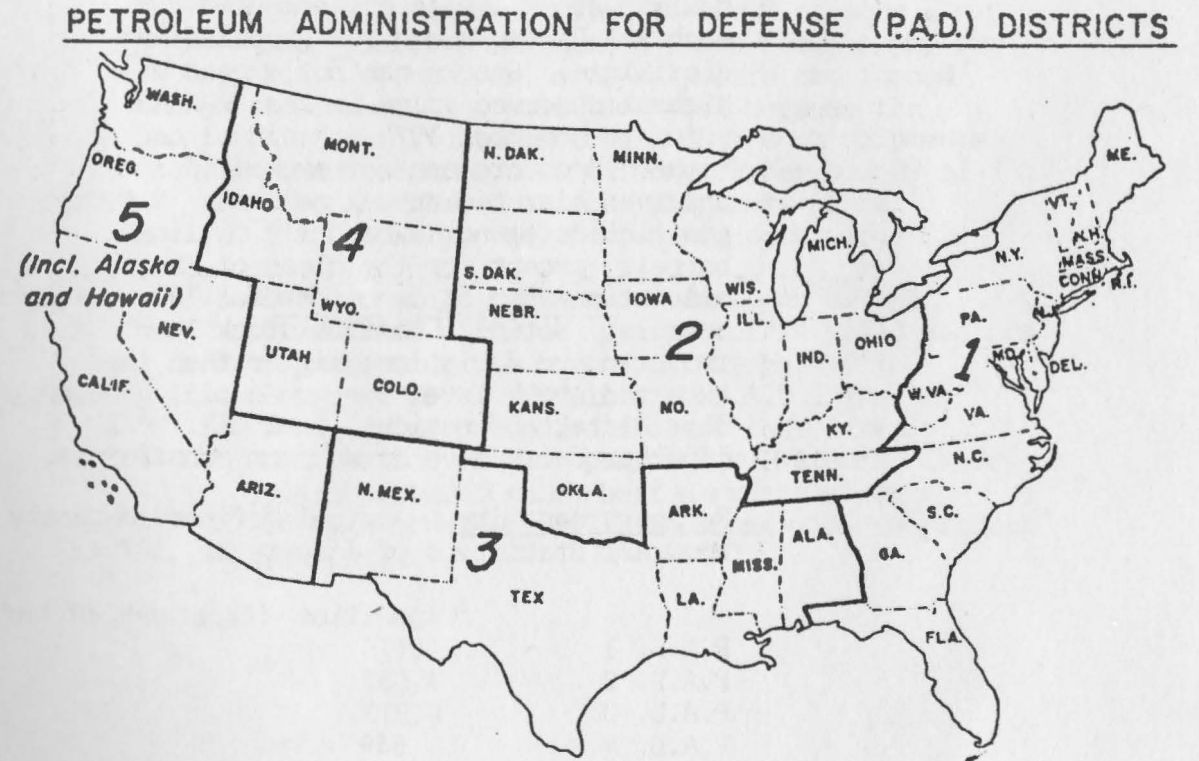 PETROLEUM ADMINISTRATION FOR DEFENSE (P.A.D.) DISTRICTS
WASH.
MONT.
N. DAK.
MINN.
ME.
OREG.
IDAHO
VT.
N.H.
5
4
MICH.
N.Y.
MASS.
CONN.
R.I.
(Incl. Alaska
and Hawaii)
S. DAK.
WYO.
IOWA
WIS.
NEBR.
ILL.
PA.
N.J.
NEV.
UTAH
2
IND.
OHIO
1
MD.
DEL.
CALIF.
COLO.
KANS.
MO.
W. VA.
VA.
KY.
N.C.
ARIZ.
N. MEX.
OKLA.
TENN.
ARK.
S.C.
3
MISS.
ALA.
GA.
TEX
LA.
FLA.